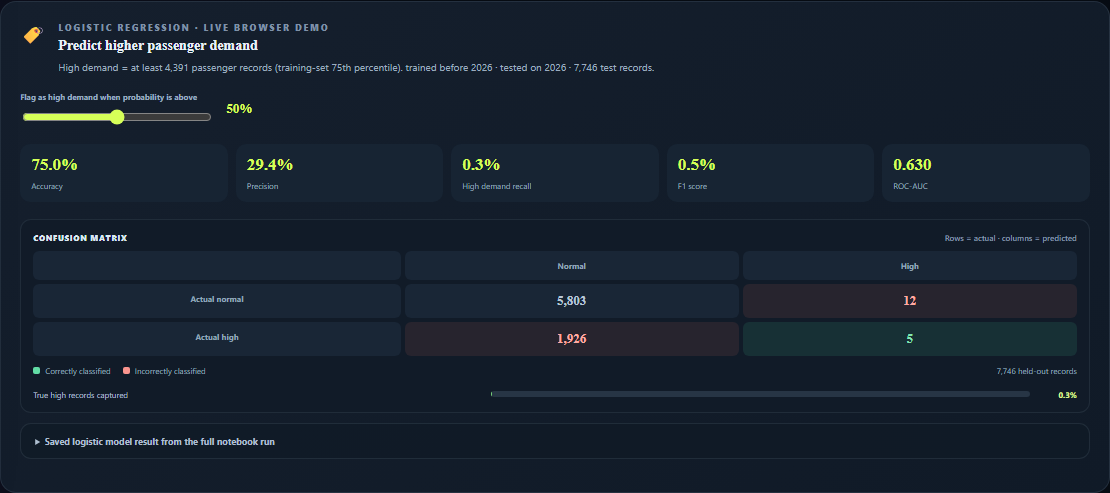 LOGISTIC REGRESSION · LIVE BROWSER DEMO
Predict higher passenger demand
High demand = at least 4,391 passenger records (training-set 75th percentile). trained before 2026 · tested on 2026 · 7,746 test records.
Flag as high demand when probability is above
50%
75.0% 29.4% 0.3% 0.5% 0.630
Accuracy Precision High demand recall F1 score ROC-AUC
CONFUSION MATRIX Rows = actual · columns = predicted
Normal High
Actual normal 5,803 12
Actual high 1,926 5
Correctly classified Incorrectly classified 7,746 held-out records
True high records captured 0.3%
Saved logistic model result from the full notebook run